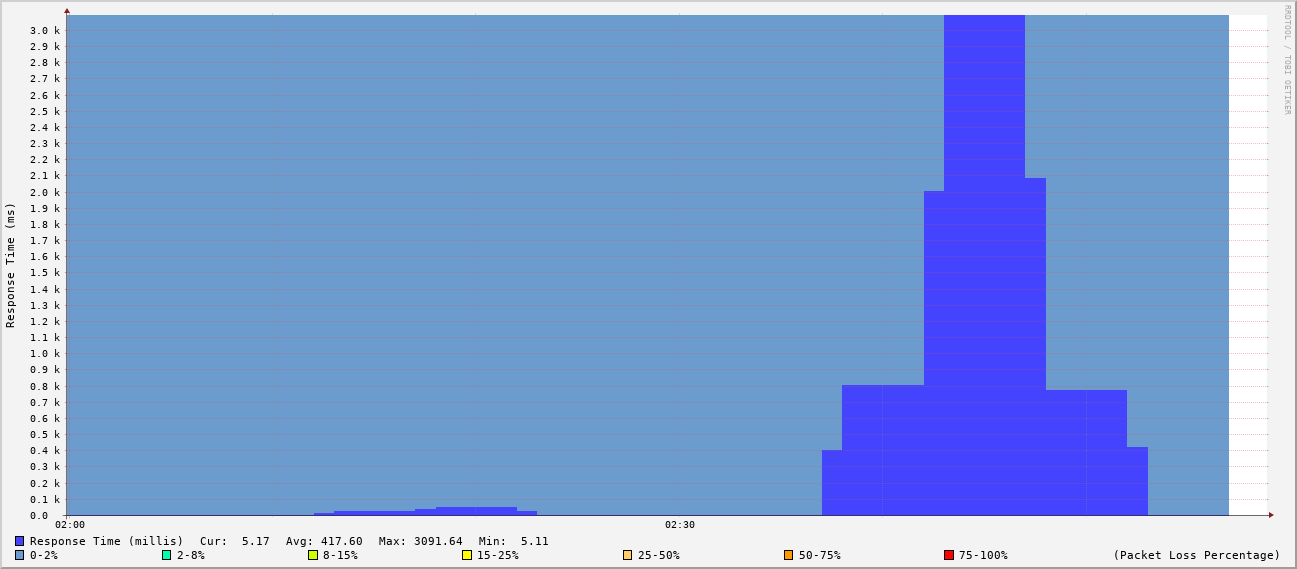 RRDTOOL / TOBI OETIKER
Response Time (ms)
3.0 k
2.9 k
2.8 k
2.7 k
2.6 k
2.5 k
2.4 k
2.3 k
2.2 k
2.1 k
2.0 k
1.9 k
1.8 k
1.7 k
1.6 k
1.5 k
1.4 k
1.3 k
1.2 k
1.1 k
1.0 k
0.9 k
0.8 k
0.7 k
0.6 k
0.5 k
0.4 k
0.3 k
0.2 k
0.1 k
0.0
02:00 02:30
Response Time (millis) Cur: 5.17 Avg: 417.60 Max: 3091.64 Min: 5.11
0-2% 2-8% 8-15% 15-25% 25-50% 50-75% 75-100% (Packet Loss Percentage)